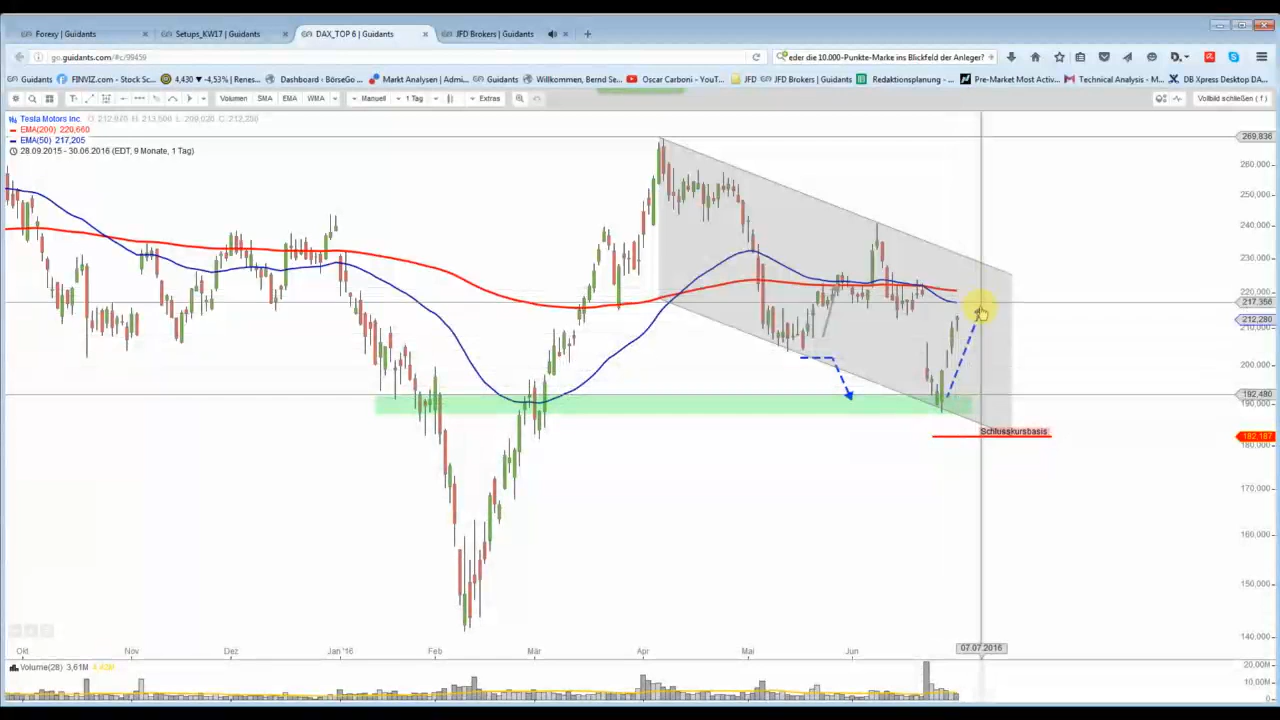 Forexy | Guidants
Setups_KW17 | Guidants
DAX_TOP 6 | Guidants
JFD Brokers | Guidants
go.guidants.com/#c/99459
eder die 10.000-Punkte-Marke ins Blickfeld der Anleger?
Guidants
FINVIZ.com - Stock Sc...
4,430 ▼-4,53% | Renes...
Dashboard - BörseGo ...
Markt Analysen | Admi...
Guidants
Willkommen, Bernd Se...
Oscar Carboni - YouT...
JFD
JFD Brokers | Guidants
Redaktionsplanung - ...
Pre-Market Most Activ...
Technical Analysis - M...
DB Xpress Desktop DA...
Volumen
SMA
EMA
WMA
Manuell
1 Tag
Extras
Vollbild schließen ( f )
Tesla Motors Inc.
EMA(200) 220,660
EMA(50) 217,205
28.09.2015 - 30.06.2016 (EDT, 9 Monate, 1 Tag)
269,836
260,000
250,000
240,000
230,000
220,000
217,356
212,280
210,000
200,000
192,480
190,000
Schlusskursbasis
182,187
180,000
170,000
160,000
150,000
140,000
Okt
Nov
Dez
Jan '16
Feb
Mär
Apr
Mai
Jun
07.07.2016
Volume(28) 3,61M
20,00M
10,00M